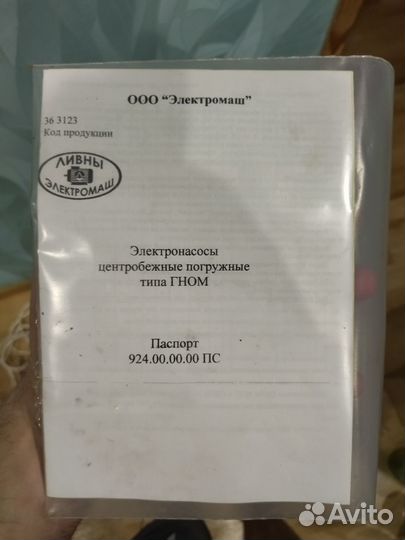 ООО “Электромаш”
36 3123
Код продукции
ЛИВНЫ
ЭЛЕКТРОМАШ
Электронасосы
центробежные погружные
типа ГНОМ
Паспорт
924.00.00.00 ПС
Avito